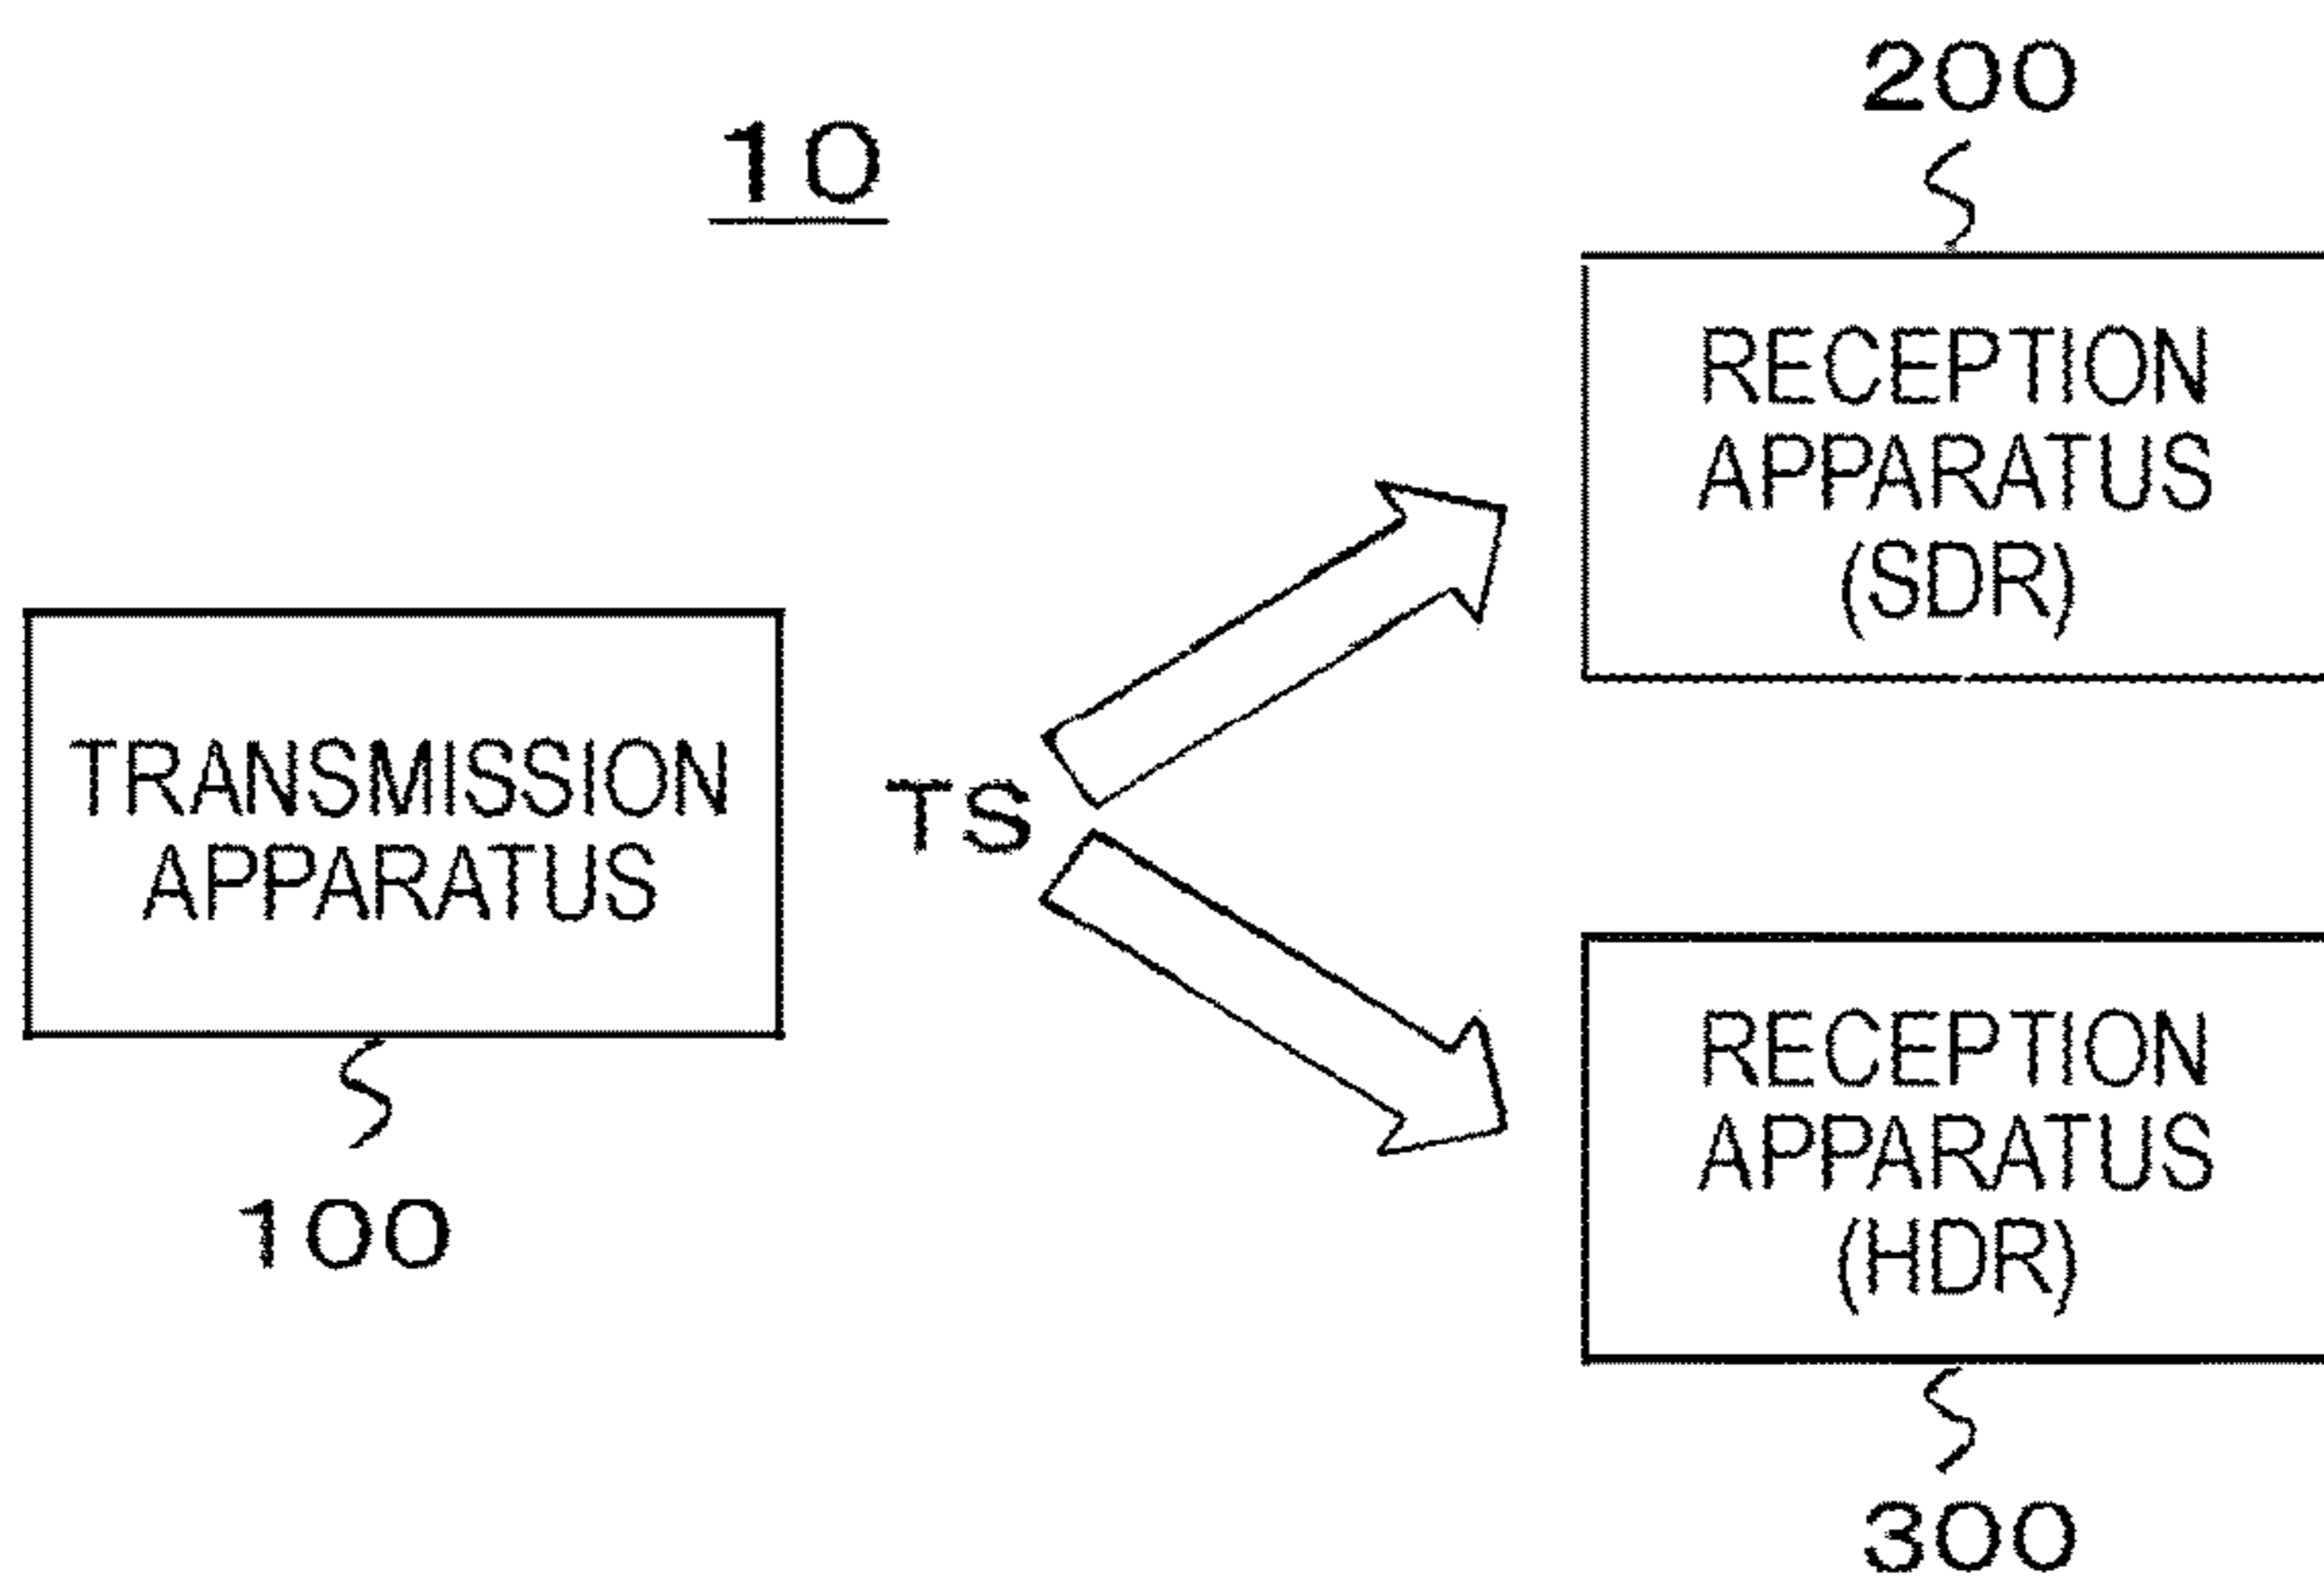 10
200
RECEPTION
APPARATUS
(SDR)
TRANSMISSION
APPARATUS
100
TS
RECEPTION
APPARATUS
(HDR)
300